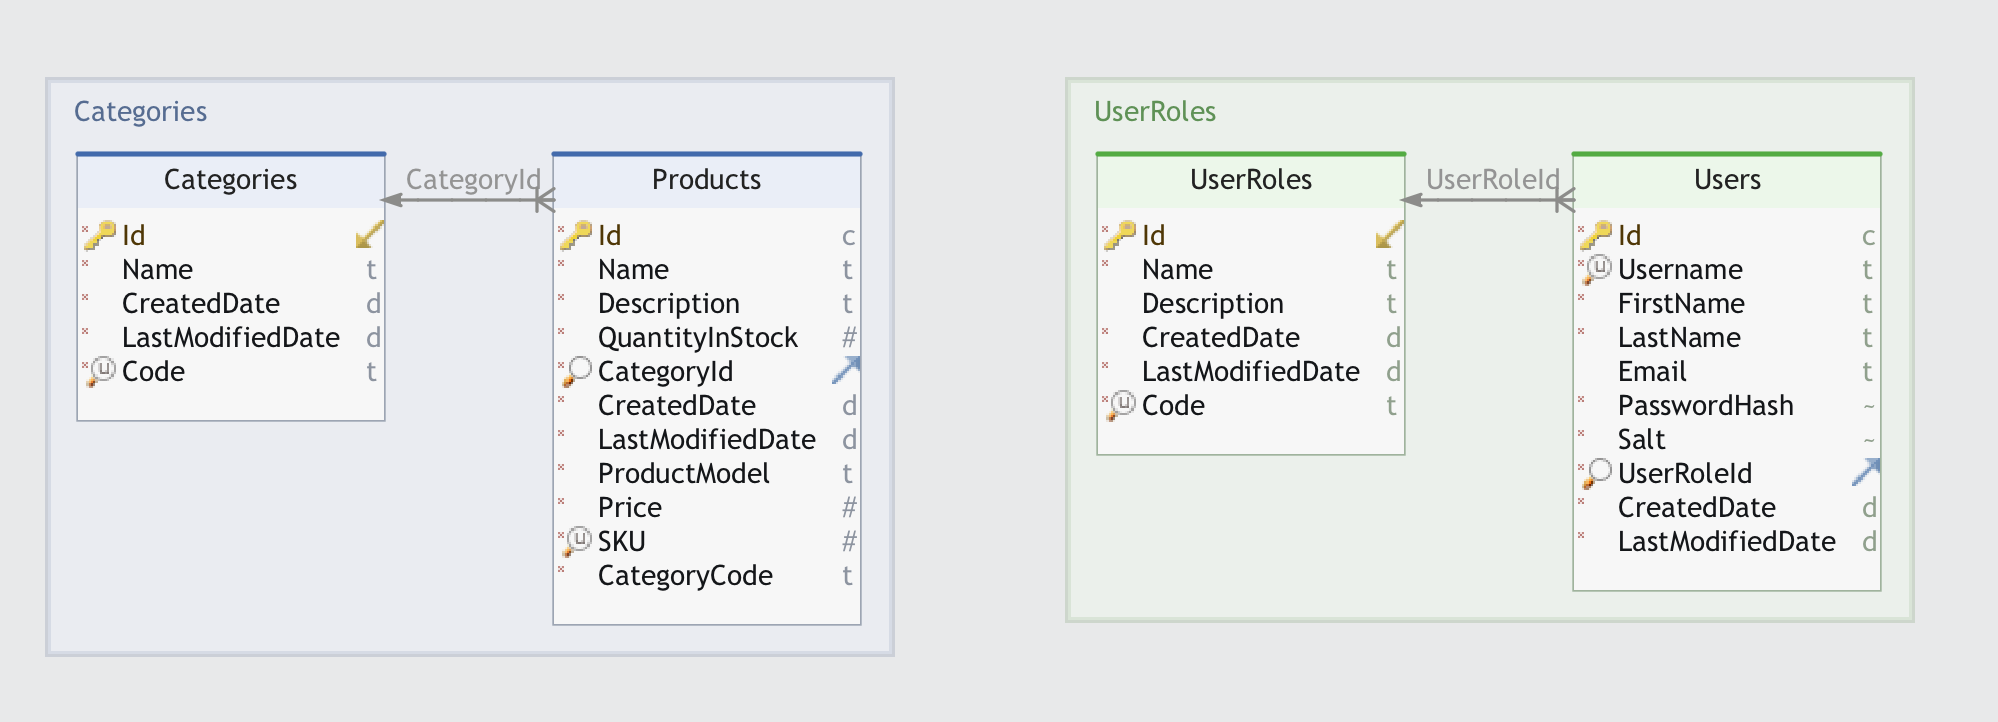 Categories
Categories
Id
Name t
CreatedDate d
LastModifiedDate d
u Code t
CategoryId
Products
Id c
Name t
Description t
QuantityInStock #
CategoryId
CreatedDate d
LastModifiedDate d
ProductModel t
Price #
u SKU #
CategoryCode t
UserRoles
UserRoles
Id
Name t
Description t
CreatedDate d
LastModifiedDate d
u Code t
UserRoleId
Users
Id c
u Username t
FirstName t
LastName t
Email t
PasswordHash ~
Salt ~
UserRoleId
CreatedDate d
LastModifiedDate d